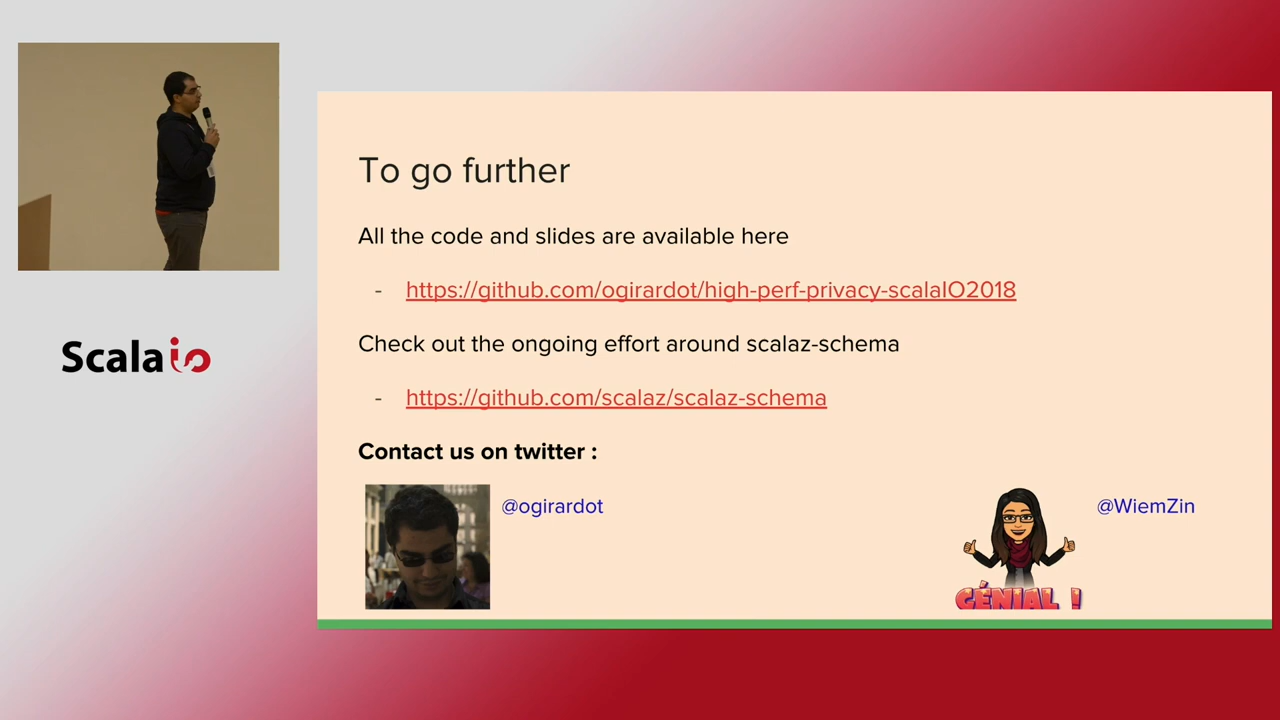 Scala io
To go further
All the code and slides are available here
- https://github.com/ogirardot/high-perf-privacy-scalaIO2018
Check out the ongoing effort around scalaz-schema
- https://github.com/scalaz/scalaz-schema
Contact us on twitter :
@ogirardot
@WiemZin
GÉNIAL !